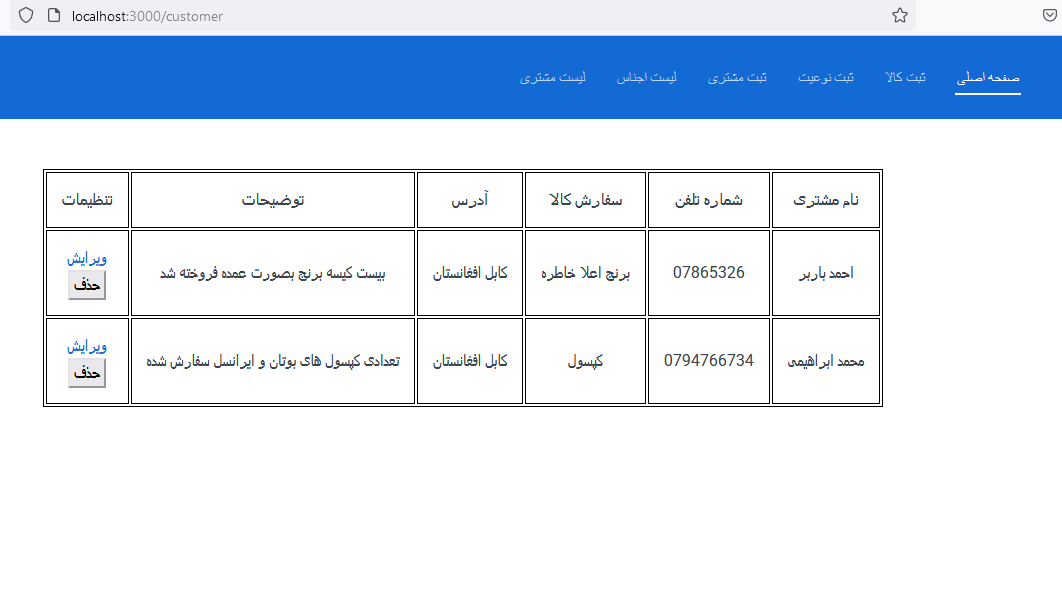 localhost:3000/customer
صفحه اصلی ثبت کالا ثبت نوعیت ثبت مشتری لیست اجناس لیست مشتری
نام مشتری شماره تلفن سفارش کالا آدرس توضیحات تنظیمات
احمد باربر 07865326 برنج اعلا خاطره کابل افغانستان بیست کیسه برنج بصورت عمده فروخته شد ویرایش
حذف
محمد ابراهیمی 0794766734 کپسول کابل افغانستان تعدادی کپسول های بوتان و ایرانسل سفارش شده ویرایش
حذف